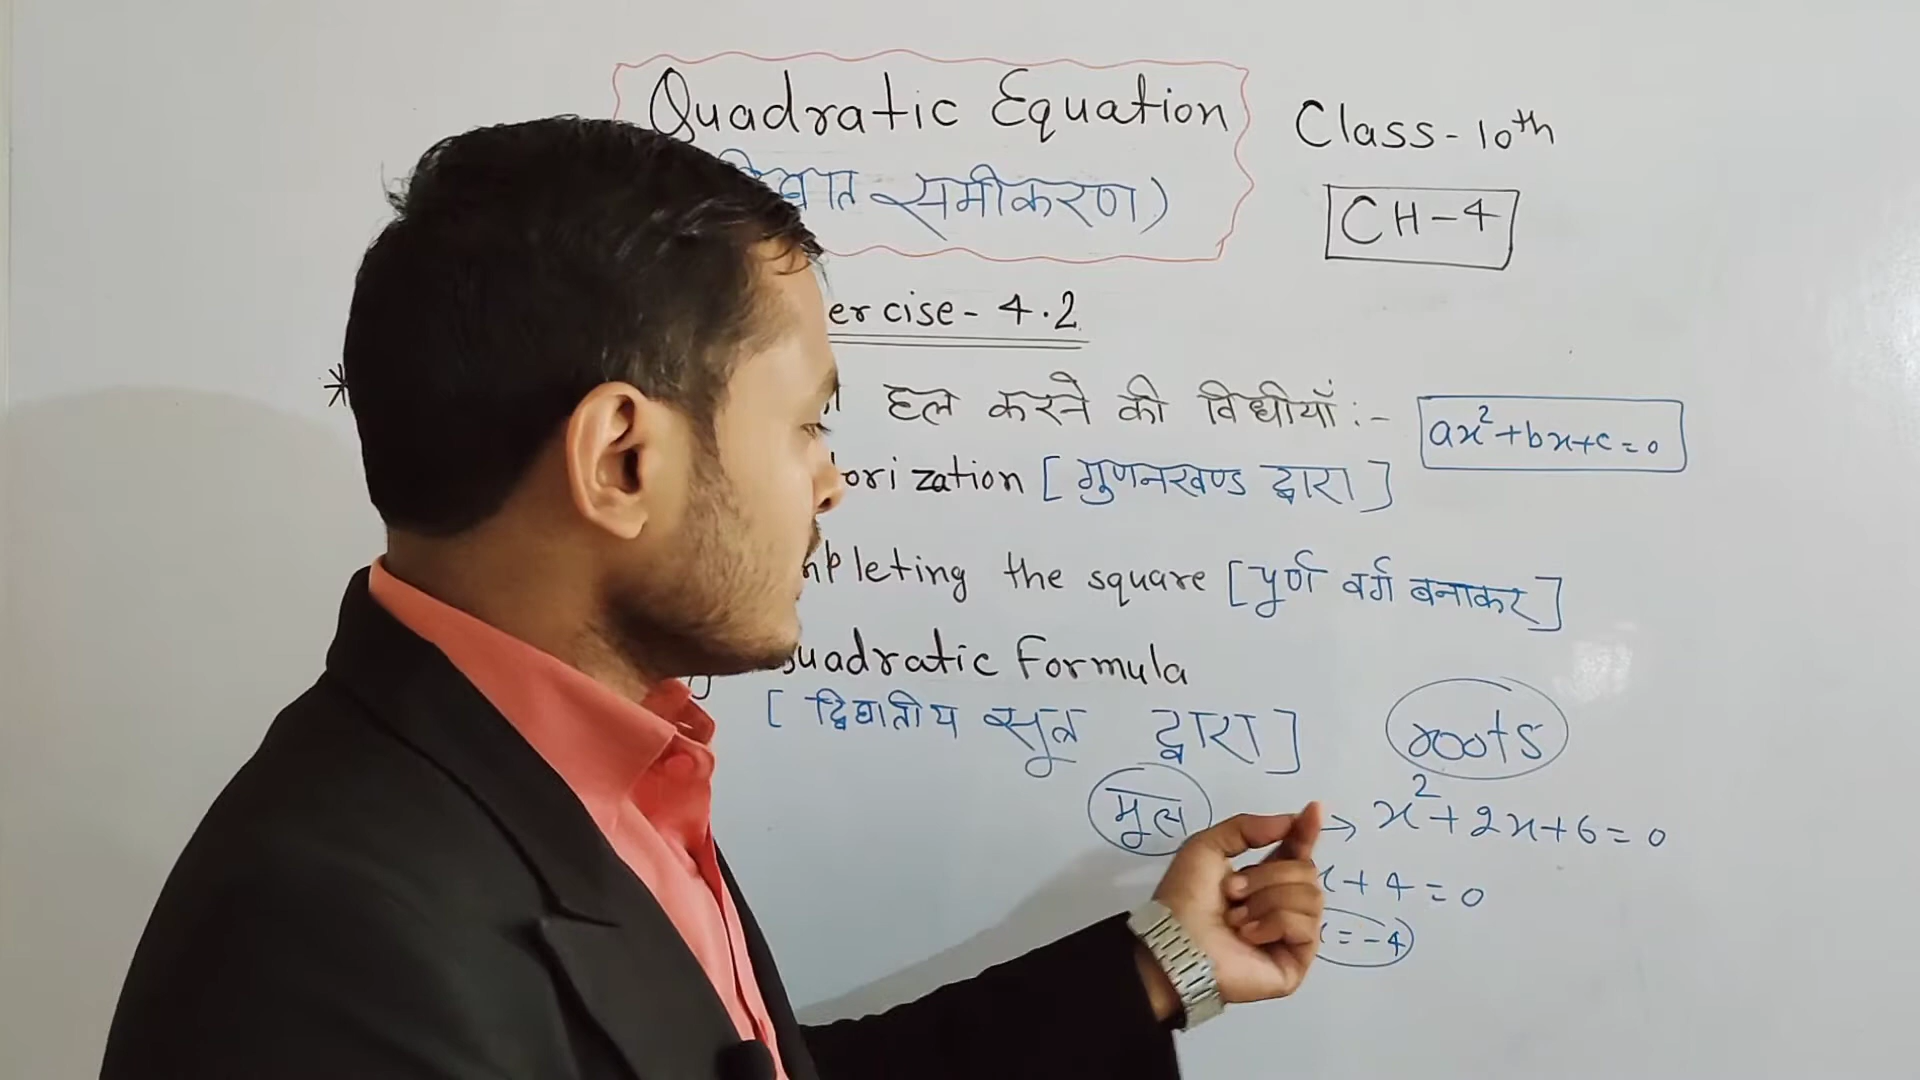 Quadratic Equation
समीकरण)
Class-10th
CH-4
ercise-4.2
* हल करने की विधीयाँ:-
ax²+bx+c=0
orization [गुणनखण्ड द्वारा]
mpleting the square [पूर्ण वर्ग बनाकर]
Quadratic Formula
[द्विघातीय सूत्र द्वारा]
roots
मूल
→ x²+2x+6=0
x+4=0
x=-4